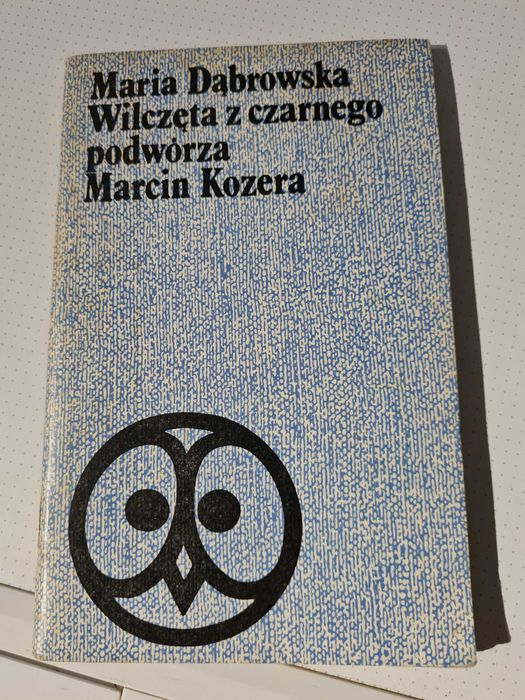 Maria Dąbrowska
Wilczęta z czarnego
podwórza
Marcin Kozera